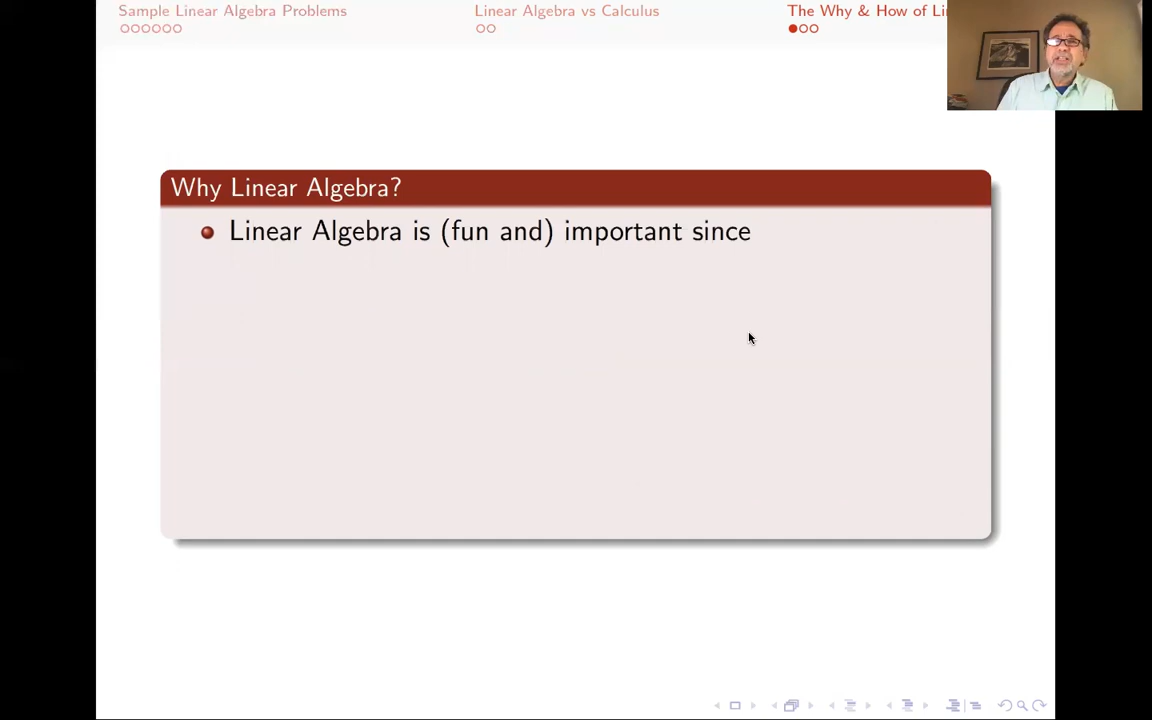 Sample Linear Algebra Problems
Linear Algebra vs Calculus
The Why & How of Li
Why Linear Algebra?
Linear Algebra is (fun and) important since